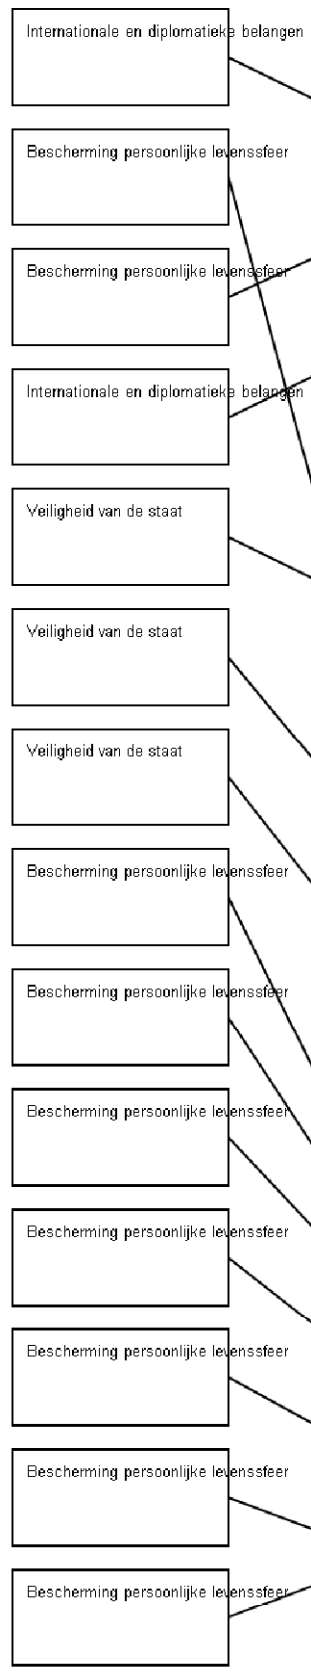 Internationale en diplomatieke belangen
Bescherming persoonlijke levenssfeer
Bescherming persoonlijke levenssfeer
Internationale en diplomatieke belangen
Veiligheid van de staat
Veiligheid van de staat
Veiligheid van de staat
Bescherming persoonlijke levenssfeer
Bescherming persoonlijke levenssfeer
Bescherming persoonlijke levenssfeer
Bescherming persoonlijke levenssfeer
Bescherming persoonlijke levenssfeer
Bescherming persoonlijke levenssfeer
Bescherming persoonlijke levenssfeer